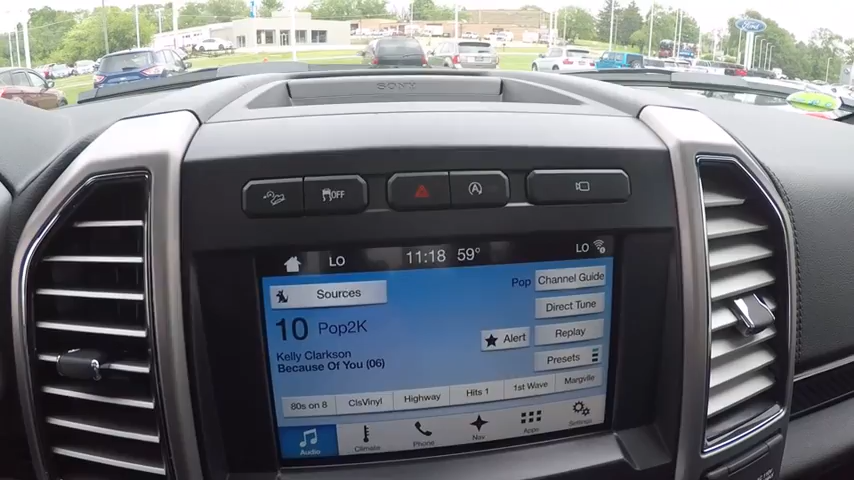 Ford
SONY
OFF
A
LO
11:18 59°
LO
Sources
Pop
Channel Guide
10 Pop2K
Direct Tune
Alert
Replay
Kelly Clarkson
Because Of You (06)
Presets
80s on 8
ClsVinyl
Highway
Hits 1
1st Wave
Margville
Audio
Climate
Phone
Nav
Apps
Settings